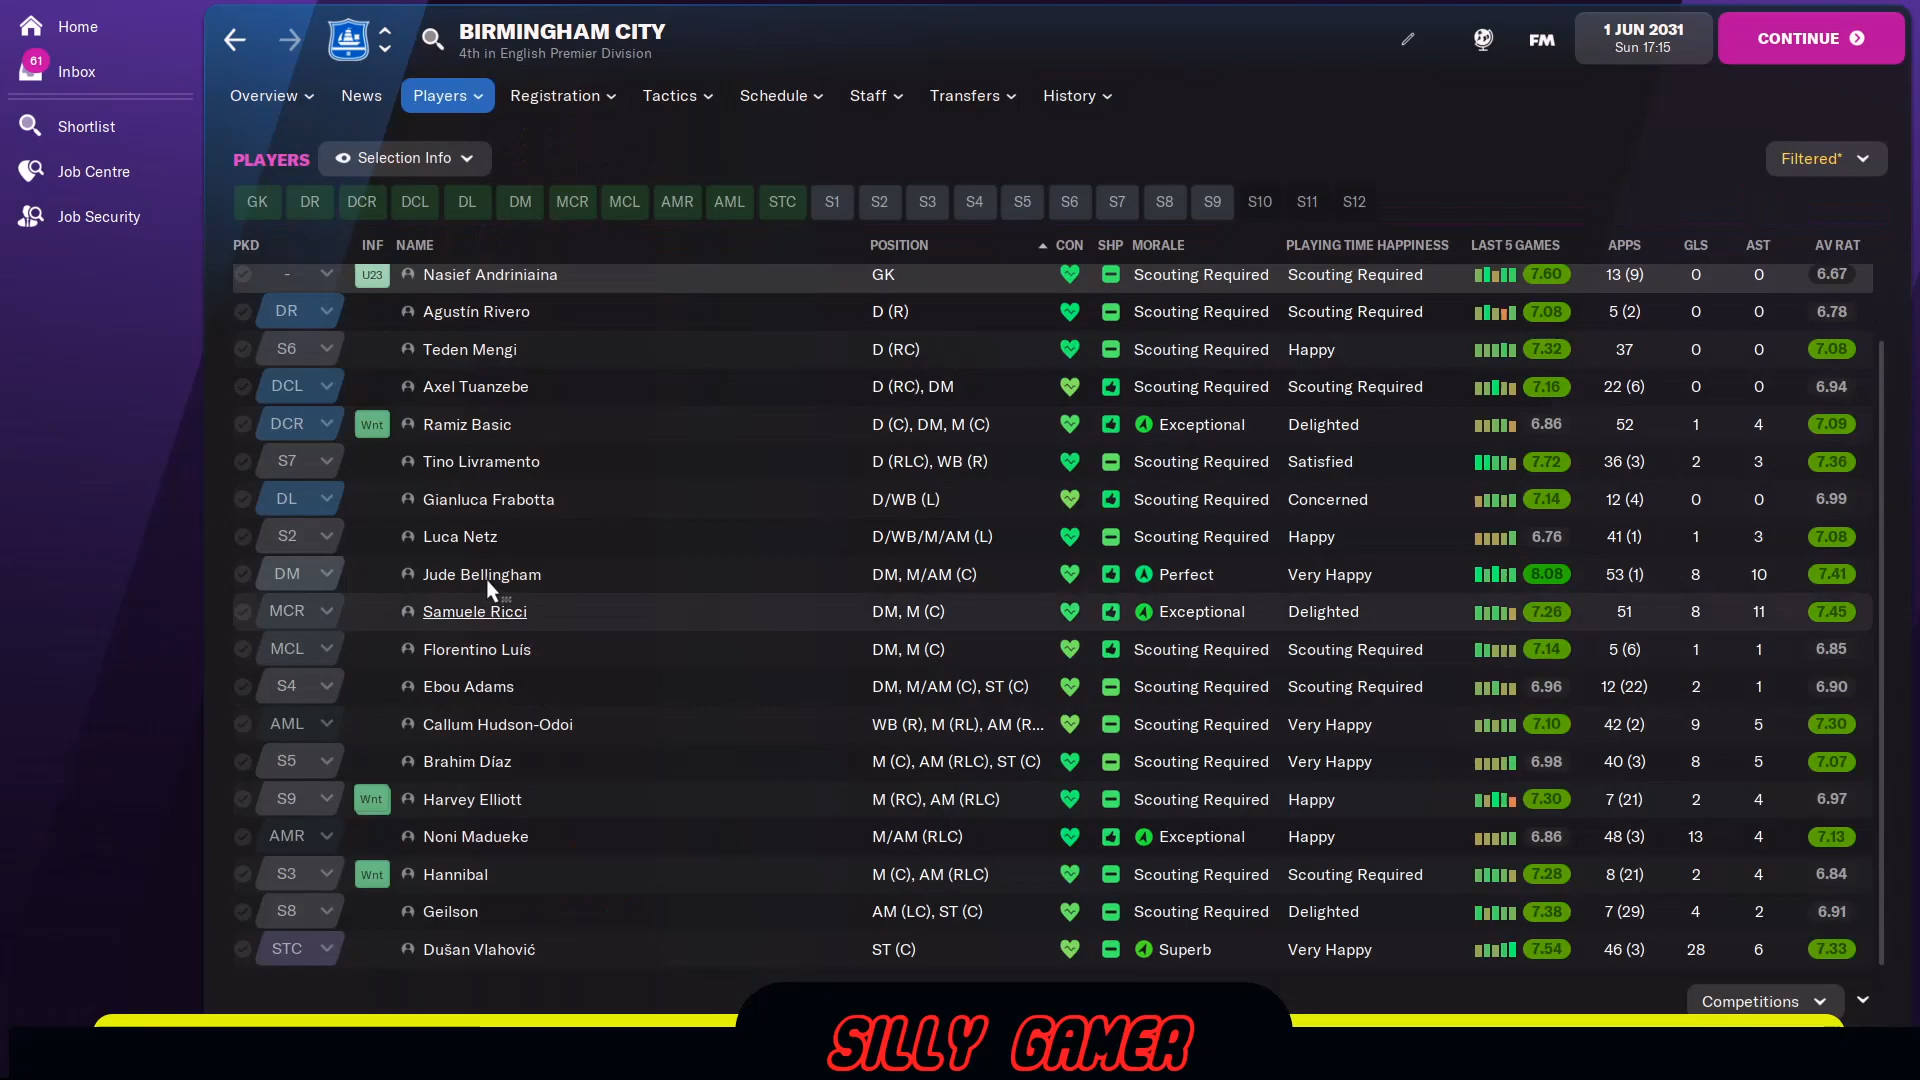 Home
61
Inbox
Shortlist
Job Centre
Job Security
BIRMINGHAM CITY
4th in English Premier Division
FM
1 JUN 2031
Sun 17:15
CONTINUE
Overview News Players Registration Tactics Schedule Staff Transfers History
PLAYERS Selection Info Filtered*
GK DR DCR DCL DL DM MCR MCL AMR AML STC S1 S2 S3 S4 S5 S6 S7 S8 S9 S10 S11 S12
PKD INF NAME POSITION CON SHP MORALE PLAYING TIME HAPPINESS LAST 5 GAMES APPS GLS AST AV RAT
- U23 Nasief Andriniaina GK Scouting Required Scouting Required 7.60 13 (9) 0 0 6.67
DR Agustín Rivero D (R) Scouting Required Scouting Required 7.08 5 (2) 0 0 6.78
S6 Teden Mengi D (RC) Scouting Required Happy 7.32 37 0 0 7.08
DCL Axel Tuanzebe D (RC), DM Scouting Required Scouting Required 7.16 22 (6) 0 0 6.94
DCR Wnt Ramiz Basic D (C), DM, M (C) Exceptional Delighted 6.86 52 1 4 7.09
S7 Tino Livramento D (RLC), WB (R) Scouting Required Satisfied 7.72 36 (3) 2 3 7.36
DL Gianluca Frabotta D/WB (L) Scouting Required Concerned 7.14 12 (4) 0 0 6.99
S2 Luca Netz D/WB/M/AM (L) Scouting Required Happy 6.76 41 (1) 1 3 7.08
DM Jude Bellingham DM, M/AM (C) Perfect Very Happy 8.08 53 (1) 8 10 7.41
MCR Samuele Ricci DM, M (C) Exceptional Delighted 7.26 51 8 11 7.45
MCL Florentino Luís DM, M (C) Scouting Required Scouting Required 7.14 5 (6) 1 1 6.85
S4 Ebou Adams DM, M/AM (C), ST (C) Scouting Required Scouting Required 6.96 12 (22) 2 1 6.90
AML Callum Hudson-Odoi WB (R), M (RL), AM (R... Scouting Required Very Happy 7.10 42 (2) 9 5 7.30
S5 Brahim Díaz M (C), AM (RLC), ST (C) Scouting Required Very Happy 6.98 40 (3) 8 5 7.07
S9 Wnt Harvey Elliott M (RC), AM (RLC) Scouting Required Happy 7.30 7 (21) 2 4 6.97
AMR Noni Madueke M/AM (RLC) Exceptional Happy 6.86 48 (3) 13 4 7.13
S3 Wnt Hannibal M (C), AM (RLC) Scouting Required Scouting Required 7.28 8 (21) 2 4 6.84
S8 Geilson AM (LC), ST (C) Scouting Required Delighted 7.38 7 (29) 4 2 6.91
STC Dušan Vlahović ST (C) Superb Very Happy 7.54 46 (3) 28 6 7.33
Competitions
SILLY GAMER